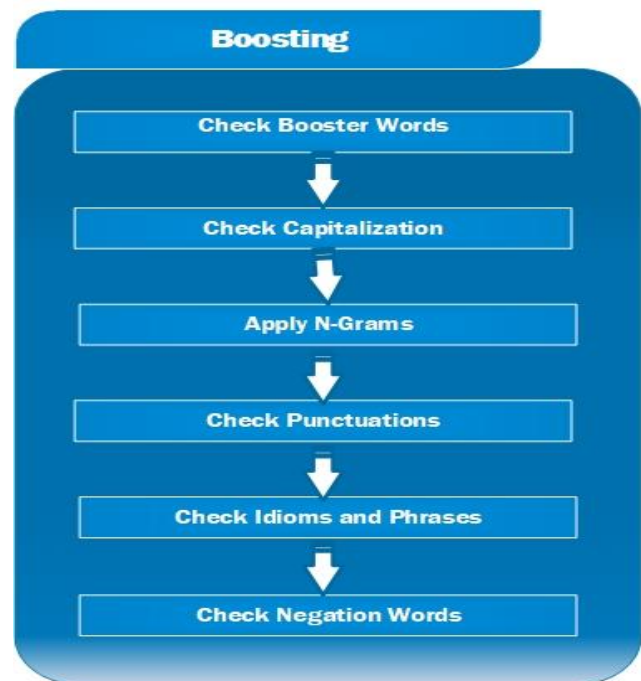 Boosting
Check Booster Words
Check Capitalization
Apply N-Grams
Check Punctuations
Check Idioms and Phrases
Check Negation Words